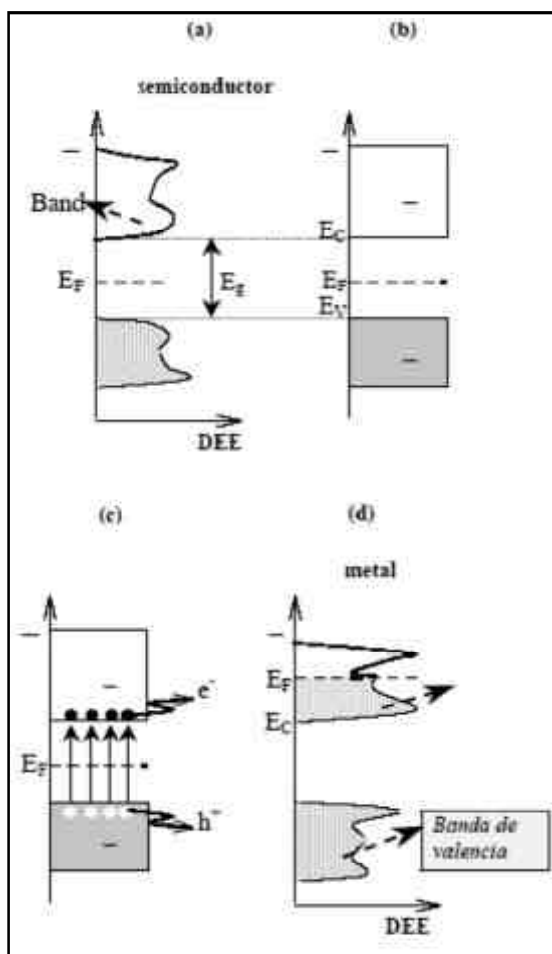 (a) (b)
semiconductor
Band
E_C
E_F E_g E_F
E_V
DEE
(c) (d)
metal
e⁻
E_F
E_C
E_F
h⁺
Banda de
valencia
DEE